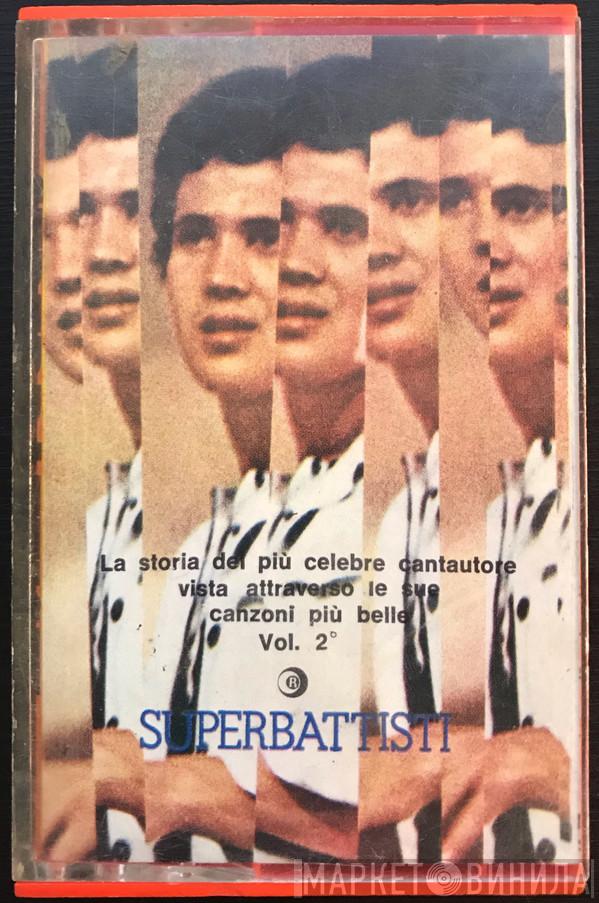 La storia del più celebre cantautore
vista attraverso le sue
canzoni più belle
Vol. 2°
R
SUPERBATTISTI
МАРКЕТ ВИНИЛА